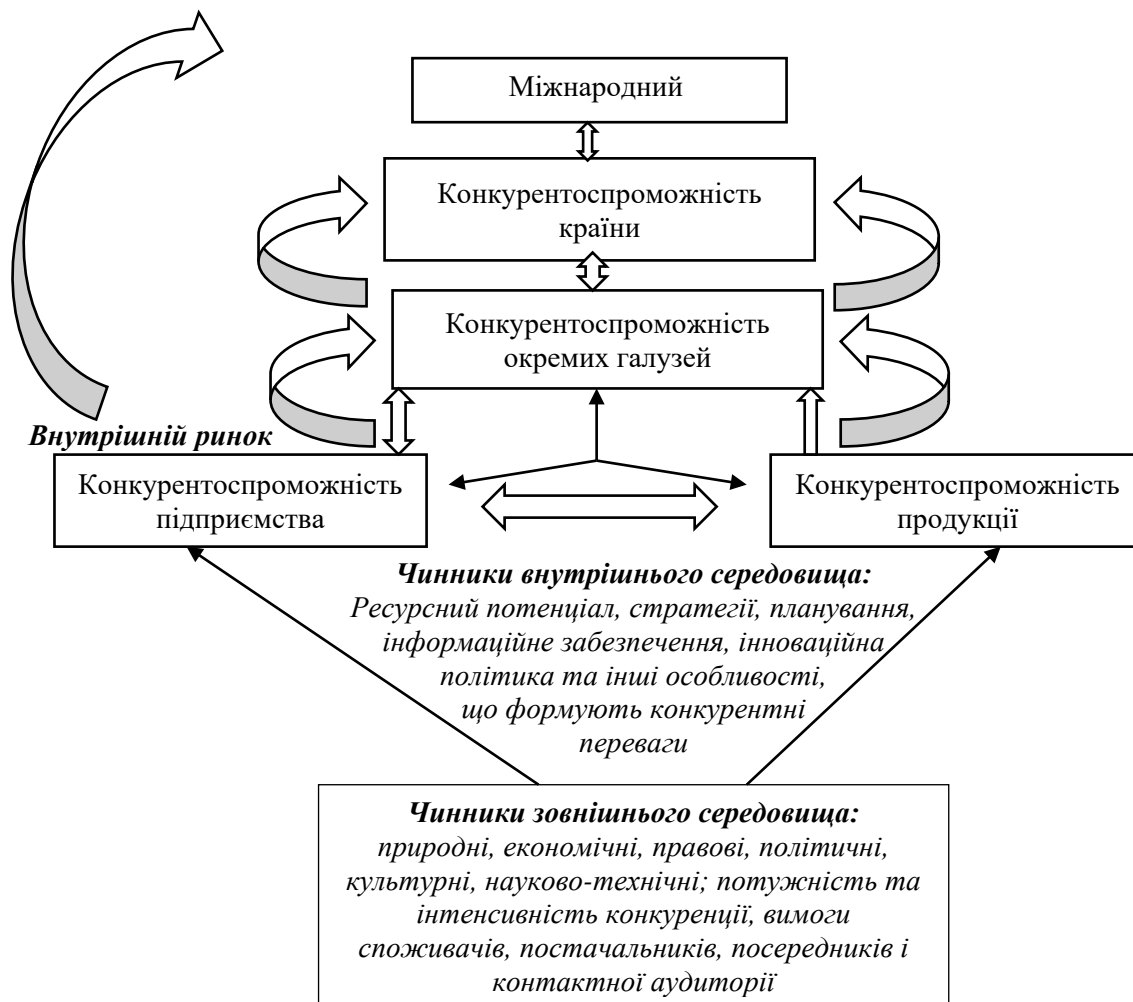 Міжнародний
Конкурентоспроможність
країни
Конкурентоспроможність
окремих галузей
Внутрішній ринок
Конкурентоспроможність
підприємства
Конкурентоспроможність
продукції
Чинники внутрішнього середовища:
Ресурсний потенціал, стратегії, планування,
інформаційне забезпечення, інноваційна
політика та інші особливості,
що формують конкурентні
переваги
Чинники зовнішнього середовища:
природні, економічні, правові, політичні,
культурні, науково-технічні; потужність та
інтенсивність конкуренції, вимоги
споживачів, постачальників, посередників і
контактної аудиторії